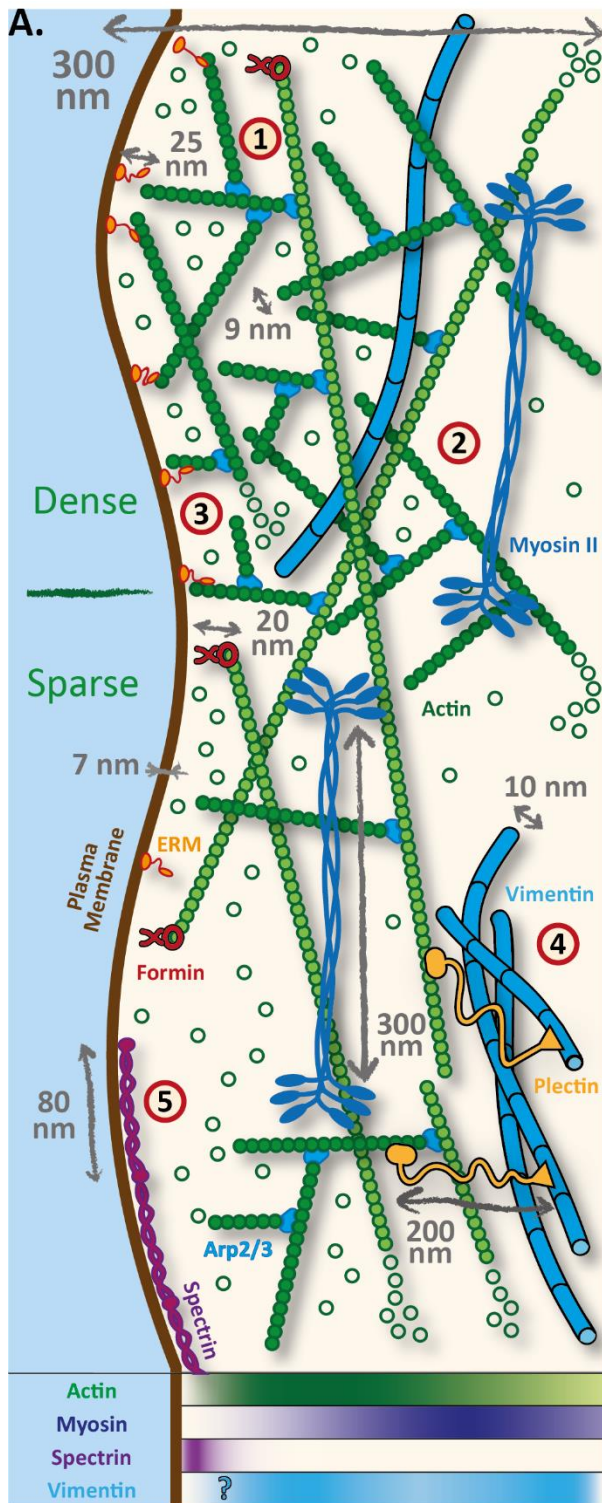 A.
300
nm
1
25
nm
9 nm
2
Dense
3
Myosin II
20
nm
Sparse
Actin
7 nm
10 nm
ERM
Plasma
Membrane
Vimentin
4
Formin
300
nm
Plectin
80
nm
5
200
nm
Arp2/3
Spectrin
Actin
Myosin
Spectrin
Vimentin
?